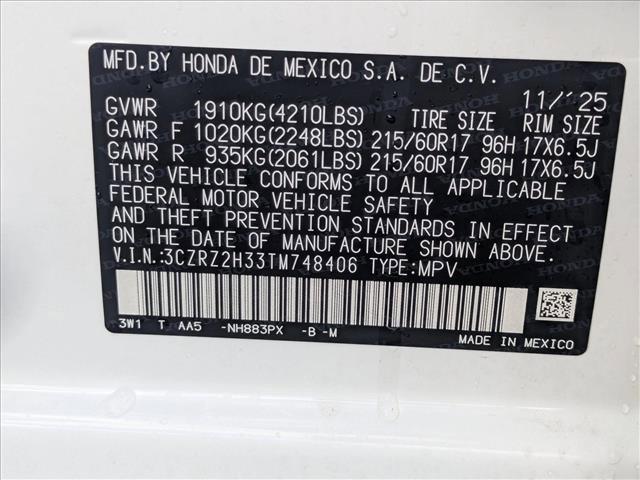 MFD.BY HONDA DE MEXICO S.A. DE C.V.
11/'25
GVWR 1910KG(4210LBS) TIRE SIZE RIM SIZE
GAWR F 1020KG(2248LBS) 215/60R17 96H 17X6.5J
GAWR R 935KG(2061LBS) 215/60R17 96H 17X6.5J
THIS VEHICLE CONFORMS TO ALL APPLICABLE
FEDERAL MOTOR VEHICLE SAFETY
AND THEFT PREVENTION STANDARDS IN EFFECT
ON THE DATE OF MANUFACTURE SHOWN ABOVE.
V.I.N.:3CZRZ2H33TM748406 TYPE:MPV
3W1 T AA5 -NH883PX -B -M
MADE IN MEXICO